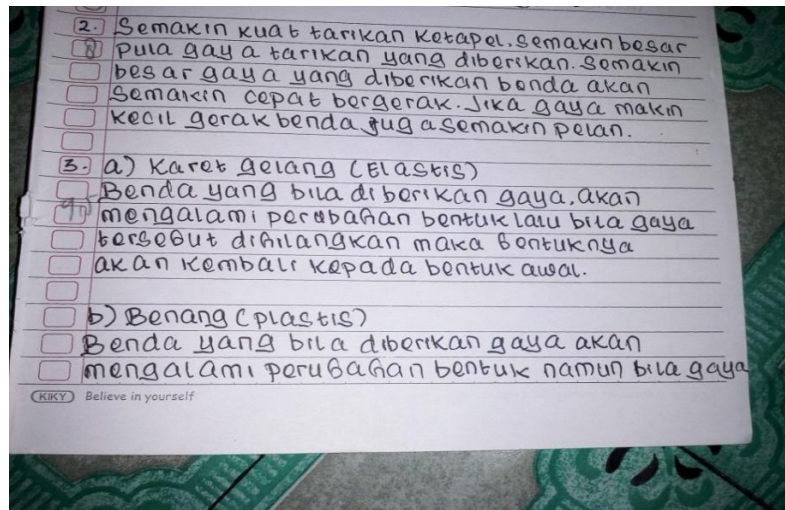 2. Semakin kuat tarikan ketapel. Semakin besar
8 pula gaya tarikan yang diberikan. Semakin
besar gaya yang diberikan benda akan
Semakin cepat bergerak. Jika gaya makin
kecil gerak benda juga semakin pelan.
3. a) Karet gelang (Elastis)
Benda yang bila diberikan gaya, akan
mengalami perubahan bentuk lalu bila gaya
tersebut dihilangkan maka bentuknya
akan kembali kepada bentuk awal.
b) Benang (plastis)
Benda yang bila diberikan gaya akan
mengalami perubahan bentuk namun bila gaya
KIKY Believe in yourself